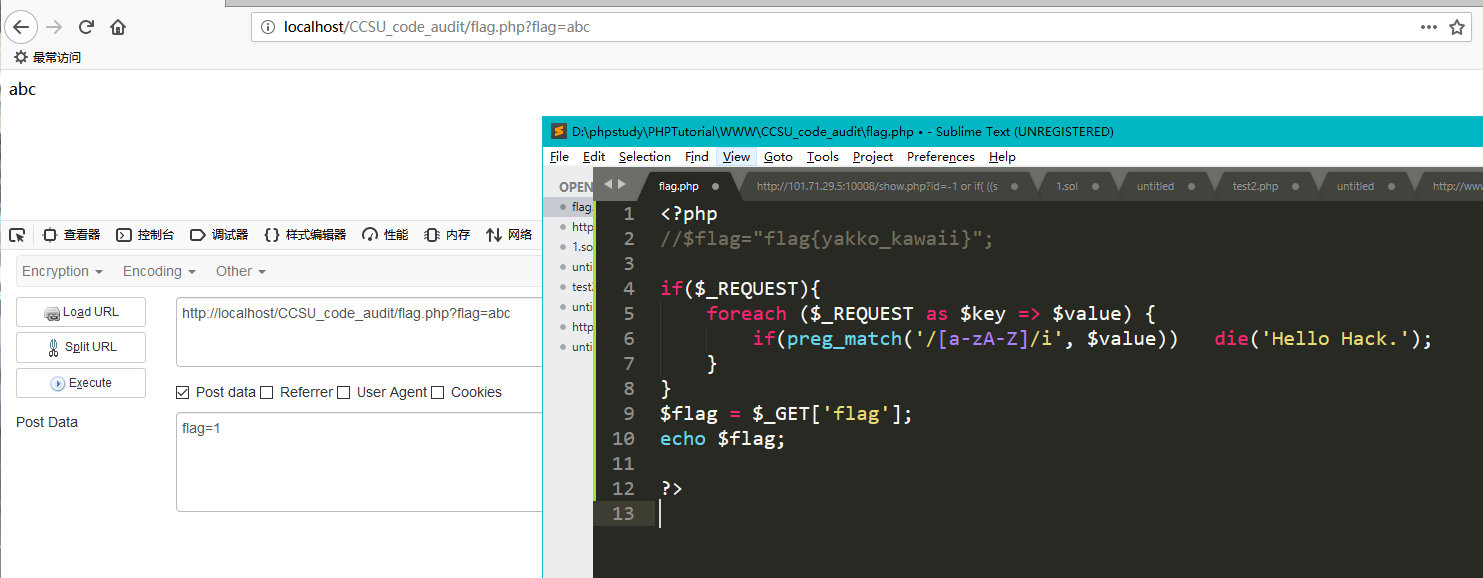 localhost/CCSU_code_audit/flag.php?flag=abc
最常访问
abc
D:\phpstudy\PHPTutorial\WWW\CCSU_code_audit\flag.php • - Sublime Text (UNREGISTERED)
File Edit Selection Find View Goto Tools Project Preferences Help
OPEN
flag.php
http://101.71.29.5:10008/show.php?id=-1 or if( ((s
1.sol
untitled
test2.php
untitled
http://www
flag
http
1.so
unti
test
unti
http
unti
查看器 控制台 调试器 样式编辑器 性能 内存 网络
Encryption Encoding Other
Load URL
Split URL
Execute
http://localhost/CCSU_code_audit/flag.php?flag=abc
Post data Referrer User Agent Cookies
Post Data
flag=1
1 <?php
2 //$flag="flag{yakko_kawaii}";
3
4 if($_REQUEST){
5 foreach ($_REQUEST as $key => $value) {
6 if(preg_match('/[a-zA-Z]/i', $value)) die('Hello Hack.');
7 }
8 }
9 $flag = $_GET['flag'];
10 echo $flag;
11
12 ?>
13